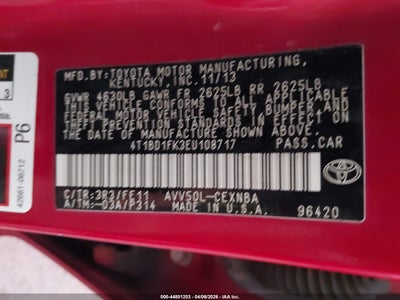 MFD.BY: TOYOTA MOTOR MANUFACTURING,
KENTUCKY,INC. 11/13
GVWR 4630LB GAWR FR 2625LB RR 2625LB
THIS VEHICLE CONFORMS TO ALL APPLICABLE
FEDERAL MOTOR VEHICLE SAFETY, BUMPER, AND
THEFT PREVENTION STANDARDS IN EFFECT ON
THE DATE OF MANUFACTURE SHOWN ABOVE.
4T1BD1FK3EU108717 PASS.CAR
C/TR: 3R3/FE11 AVV50L-CEXNBA
A/TM: 03A/P314 MADE IN U.S.A.
96420
P6
00-44801203 - 04/06/2026 - IAA Inc.